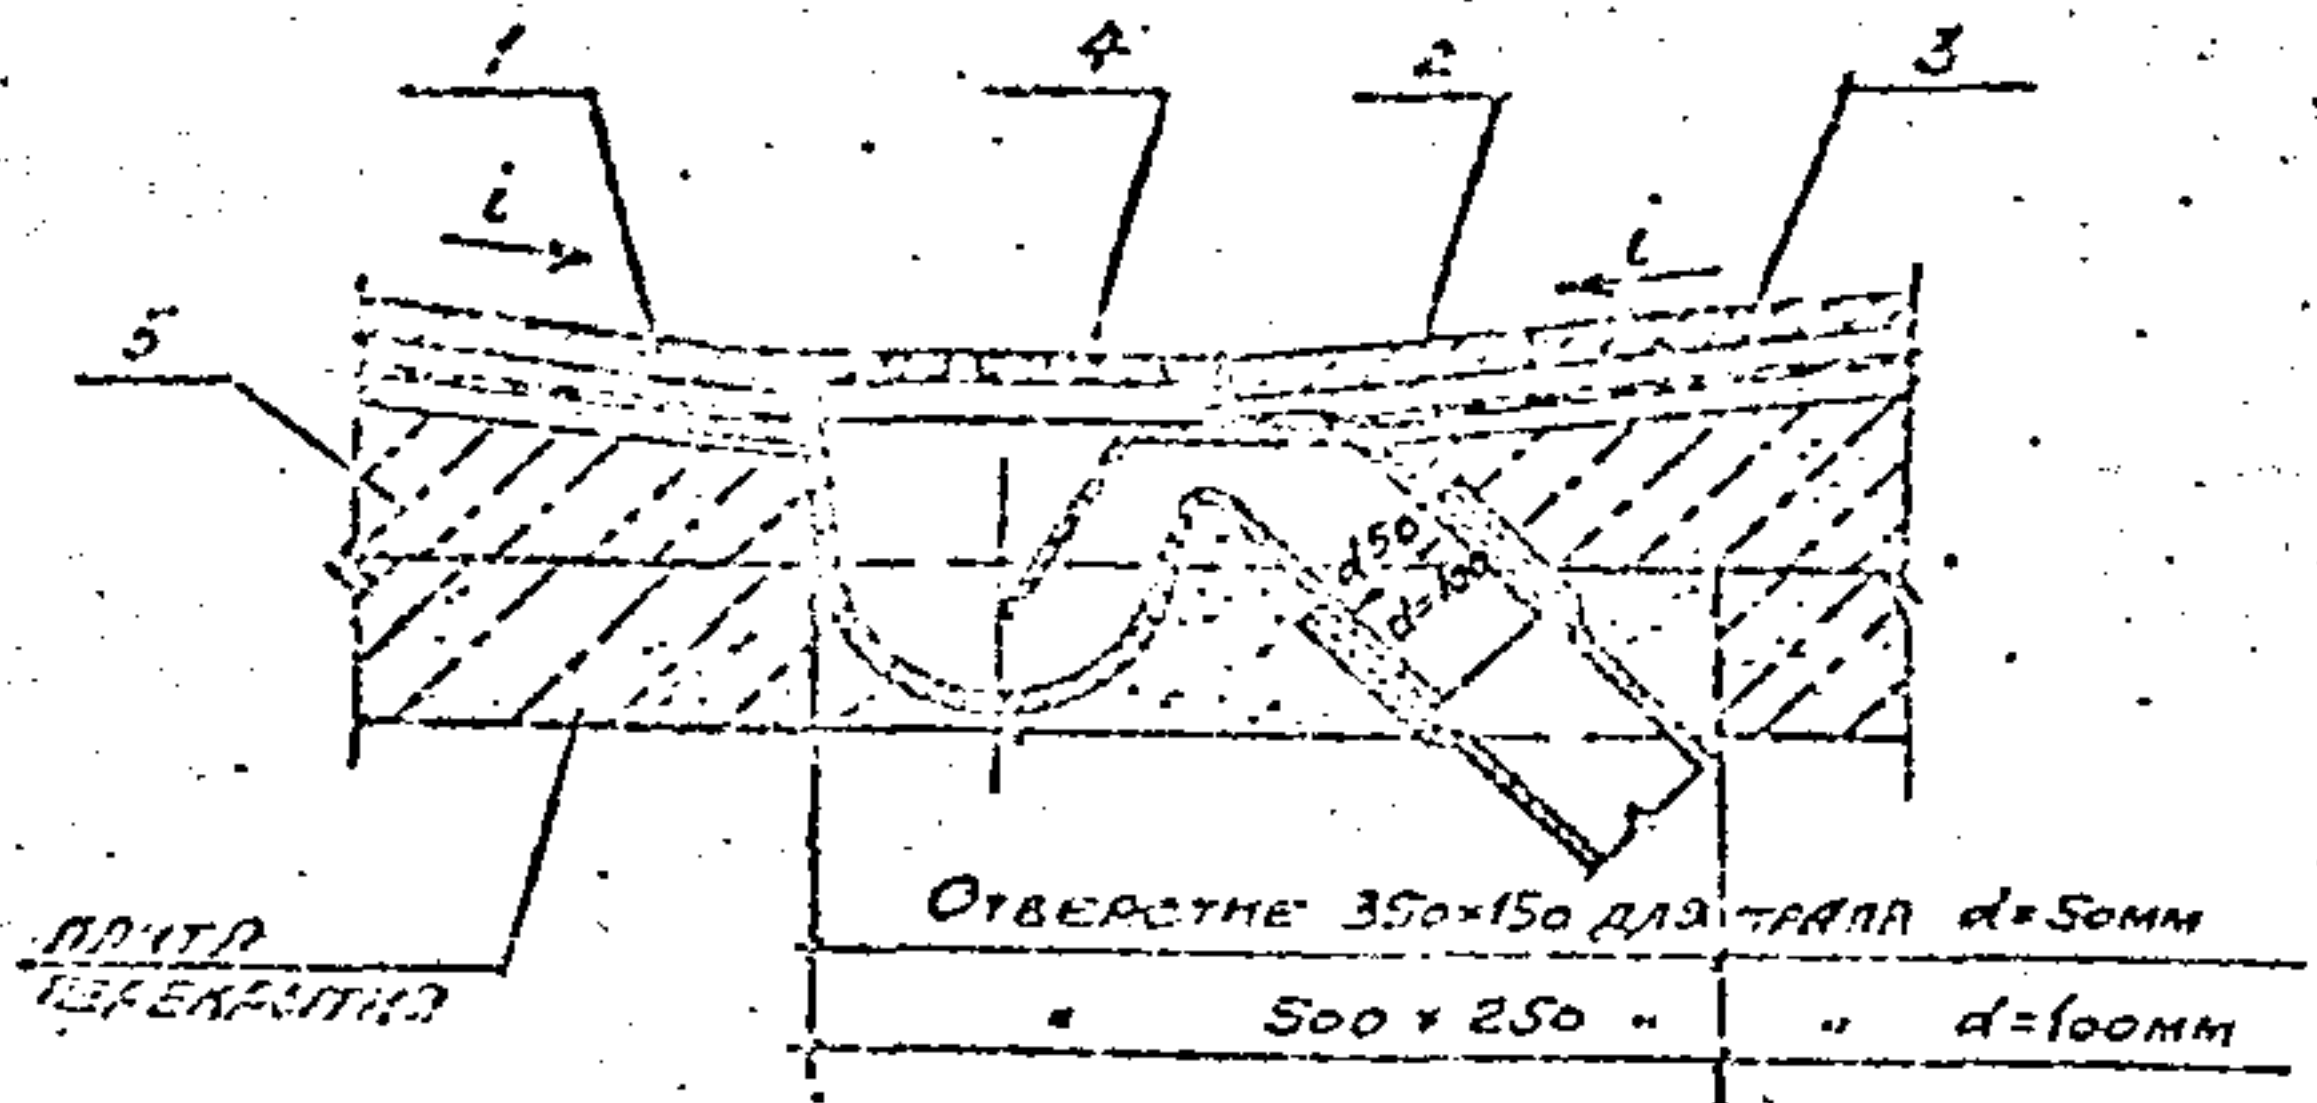 1 4 2 3
i i
5
d50,
d=100
ОТВЕРСТИЕ 350×150 ДЛЯ ТРАПА d=50мм
ПЛИТА
ПЕРЕКРЫТИЯ
" 500 × 250 " " d=100мм